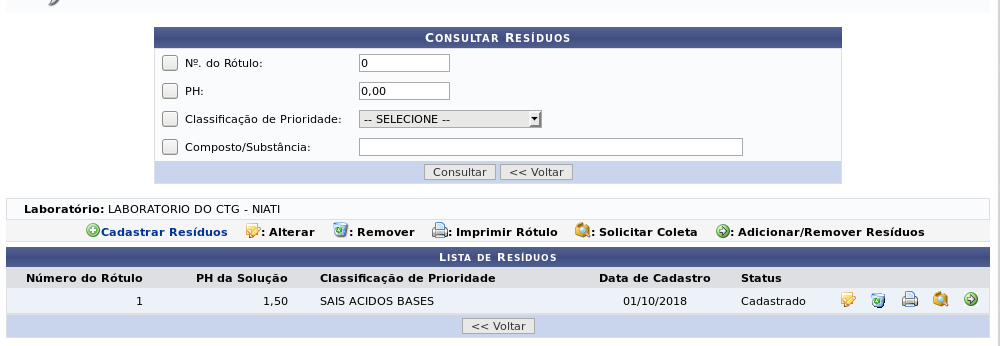 CONSULTAR RESÍDUOS
Nº. do Rótulo: 0
PH: 0,00
Classificação de Prioridade: -- SELECIONE --
Composto/Substância:
Consultar << Voltar
Laboratório: LABORATORIO DO CTG - NIATI
Cadastrar Resíduos : Alterar : Remover : Imprimir Rótulo : Solicitar Coleta : Adicionar/Remover Resíduos
LISTA DE RESÍDUOS
Número do Rótulo PH da Solução Classificação de Prioridade Data de Cadastro Status
1 1,50 SAIS ACIDOS BASES 01/10/2018 Cadastrado
<< Voltar